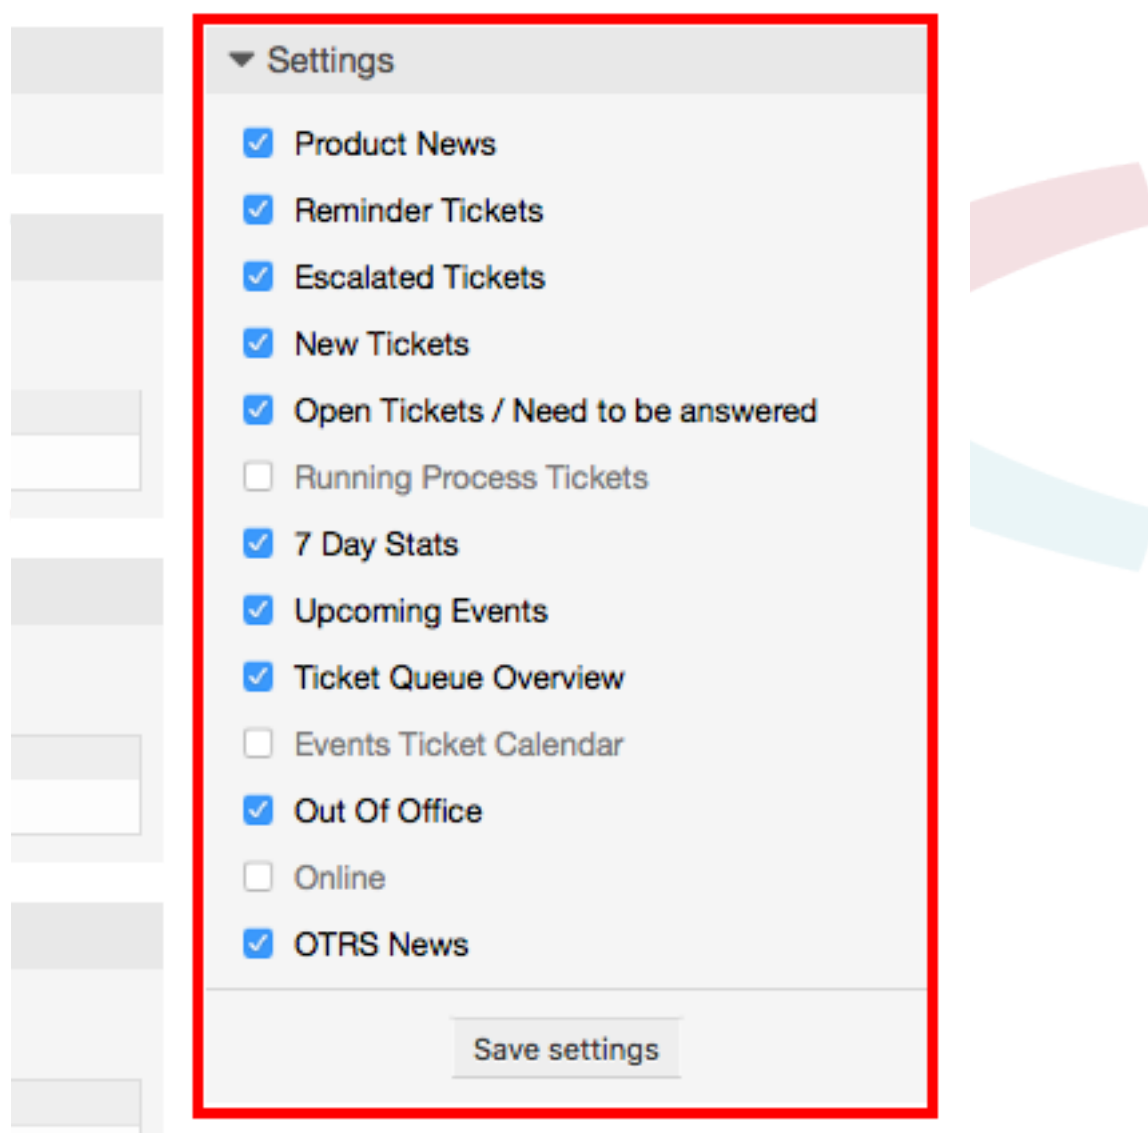 Settings
Product News
Reminder Tickets
Escalated Tickets
New Tickets
Open Tickets / Need to be answered
Running Process Tickets
7 Day Stats
Upcoming Events
Ticket Queue Overview
Events Ticket Calendar
Out Of Office
Online
OTRS News
Save settings